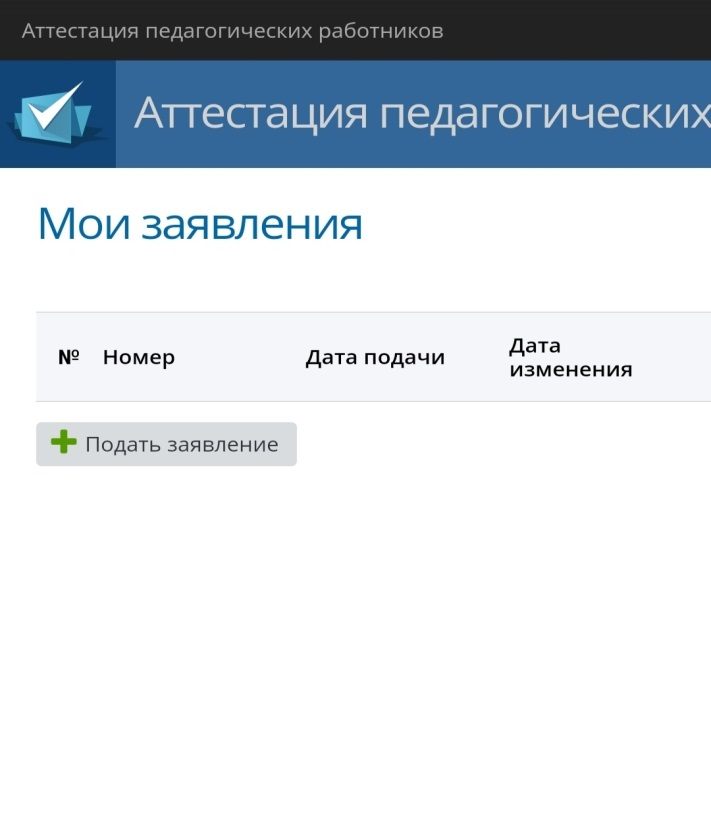 Аттестация педагогических работников
Аттестация педагогических
Мои заявления
№ Номер Дата подачи Дата
изменения
Подать заявление